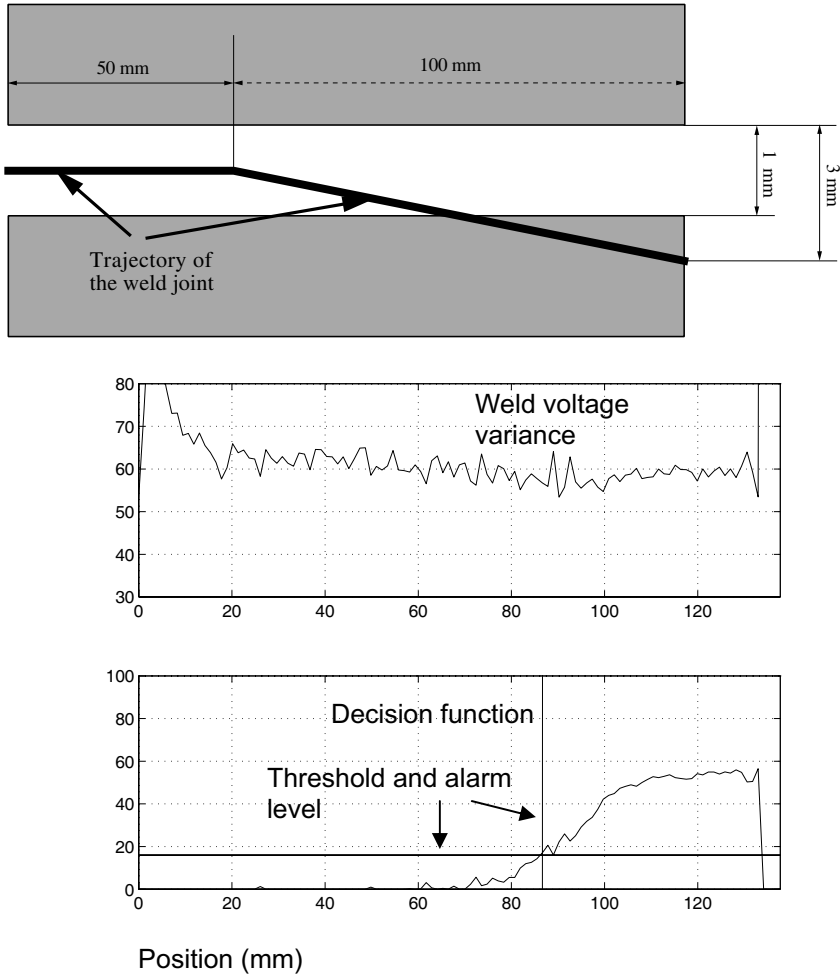 50 mm
100 mm
1 mm
3 mm
Trajectory of
the weld joint
80
70
60
50
40
30
0 20 40 60 80 100 120
Weld voltage
variance
100
80
60
40
20
0
0 20 40 60 80 100 120
Decision function
Threshold and alarm
level
Position (mm)